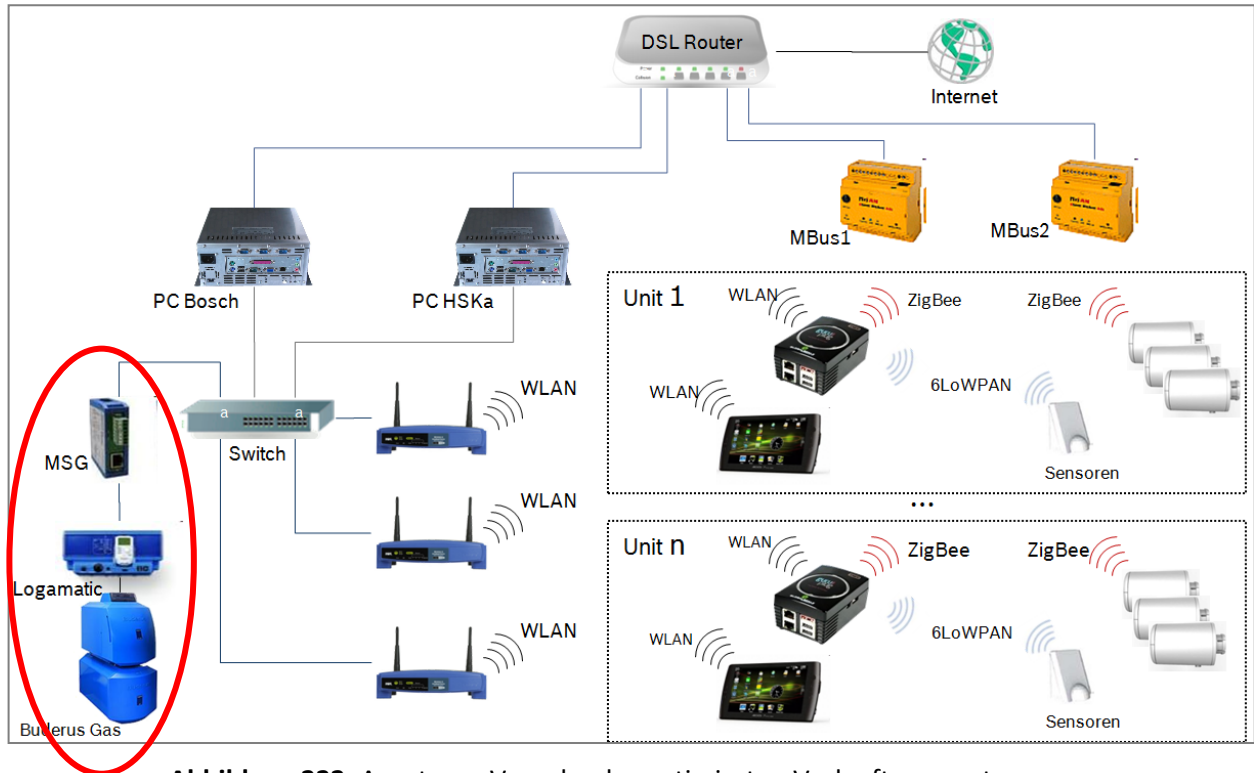 DSL Router
Internet
MBus1
MBus2
PC Bosch
PC HSKa
Unit 1
WLAN
ZigBee
ZigBee
WLAN
6LoWPAN
Sensoren
a a
Switch
WLAN
MSG
WLAN
Logamatic
WLAN
Buderus Gas
...
Unit n
WLAN
ZigBee
ZigBee
WLAN
6LoWPAN
Sensoren